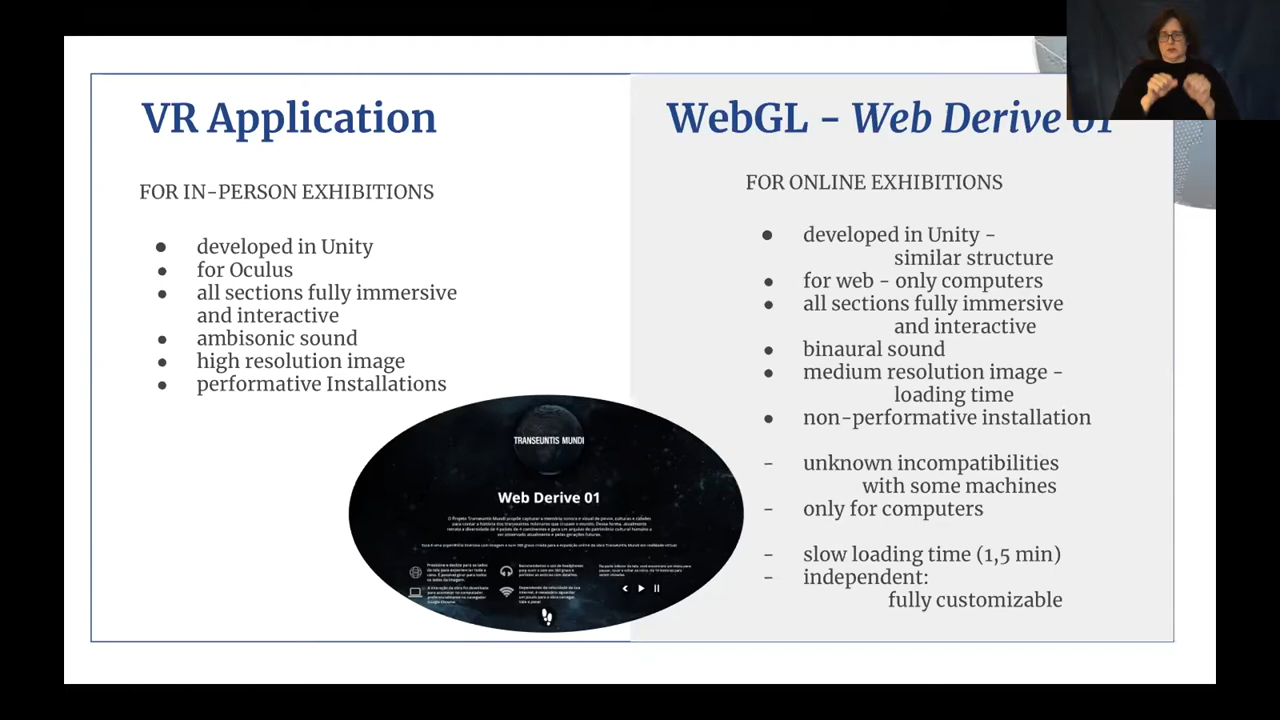 VR Application
FOR IN-PERSON EXHIBITIONS
● developed in Unity
● for Oculus
● all sections fully immersive
and interactive
● ambisonic sound
● high resolution image
● performative Installations
WebGL - Web Derive 01
FOR ONLINE EXHIBITIONS
● developed in Unity -
similar structure
● for web - only computers
● all sections fully immersive
and interactive
● binaural sound
● medium resolution image -
loading time
● non-performative installation
- unknown incompatibilities
with some machines
- only for computers
- slow loading time (1,5 min)
- independent:
fully customizable
TRANSEUNTIS MUNDI
Web Derive 01